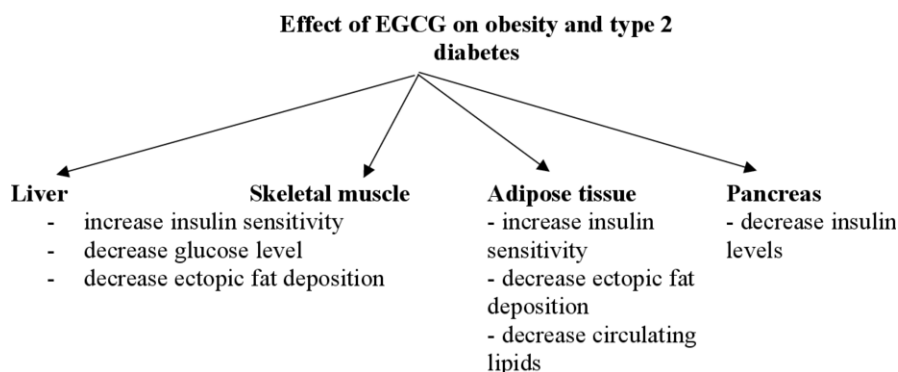 Effect of EGCG on obesity and type 2
diabetes
Liver
Skeletal muscle
- increase insulin sensitivity
- decrease glucose level
- decrease ectopic fat deposition
Adipose tissue
- increase insulin
sensitivity
- decrease ectopic fat
deposition
- decrease circulating
lipids
Pancreas
- decrease insulin
levels